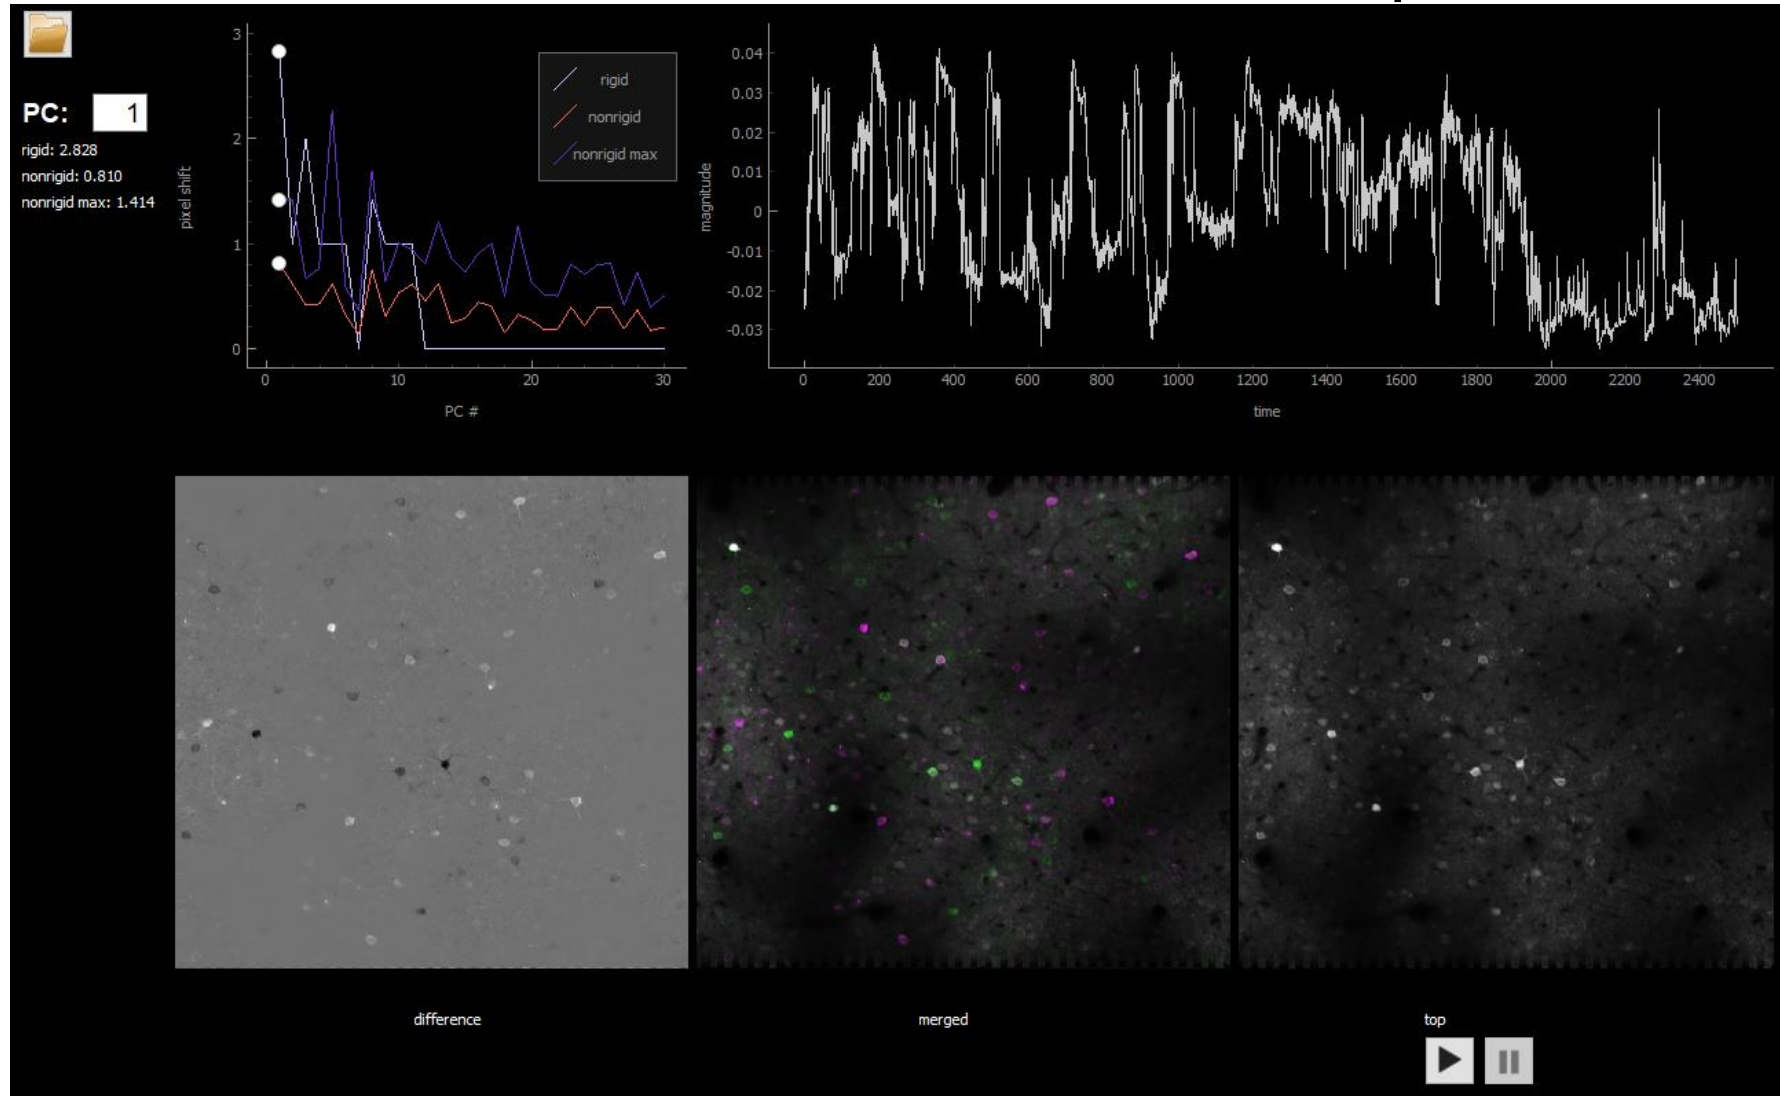 PC: 1
rigid: 2.828
nonrigid: 0.810
nonrigid max: 1.414
pixel shift
3
2
1
0
0 10 20 30
PC #
rigid
nonrigid
nonrigid max
magnitude
0.04
0.03
0.02
0.01
0
-0.01
-0.02
-0.03
0 200 400 600 800 1000 1200 1400 1600 1800 2000 2200 2400
time
difference
merged
top